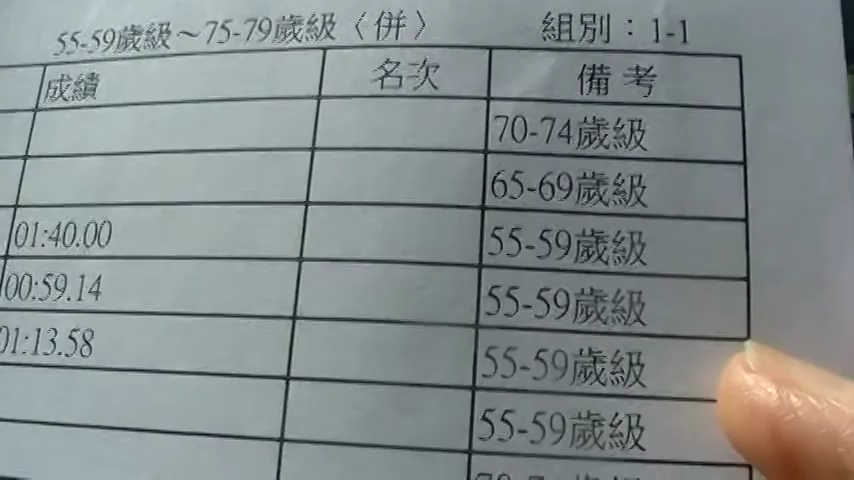 55-59歲級～75-79歲級〈併〉 組別：1-1
成績 名次 備考
70-74歲級
65-69歲級
01:40.00 55-59歲級
00:59.14 55-59歲級
01:13.58 55-59歲級
55-59歲級